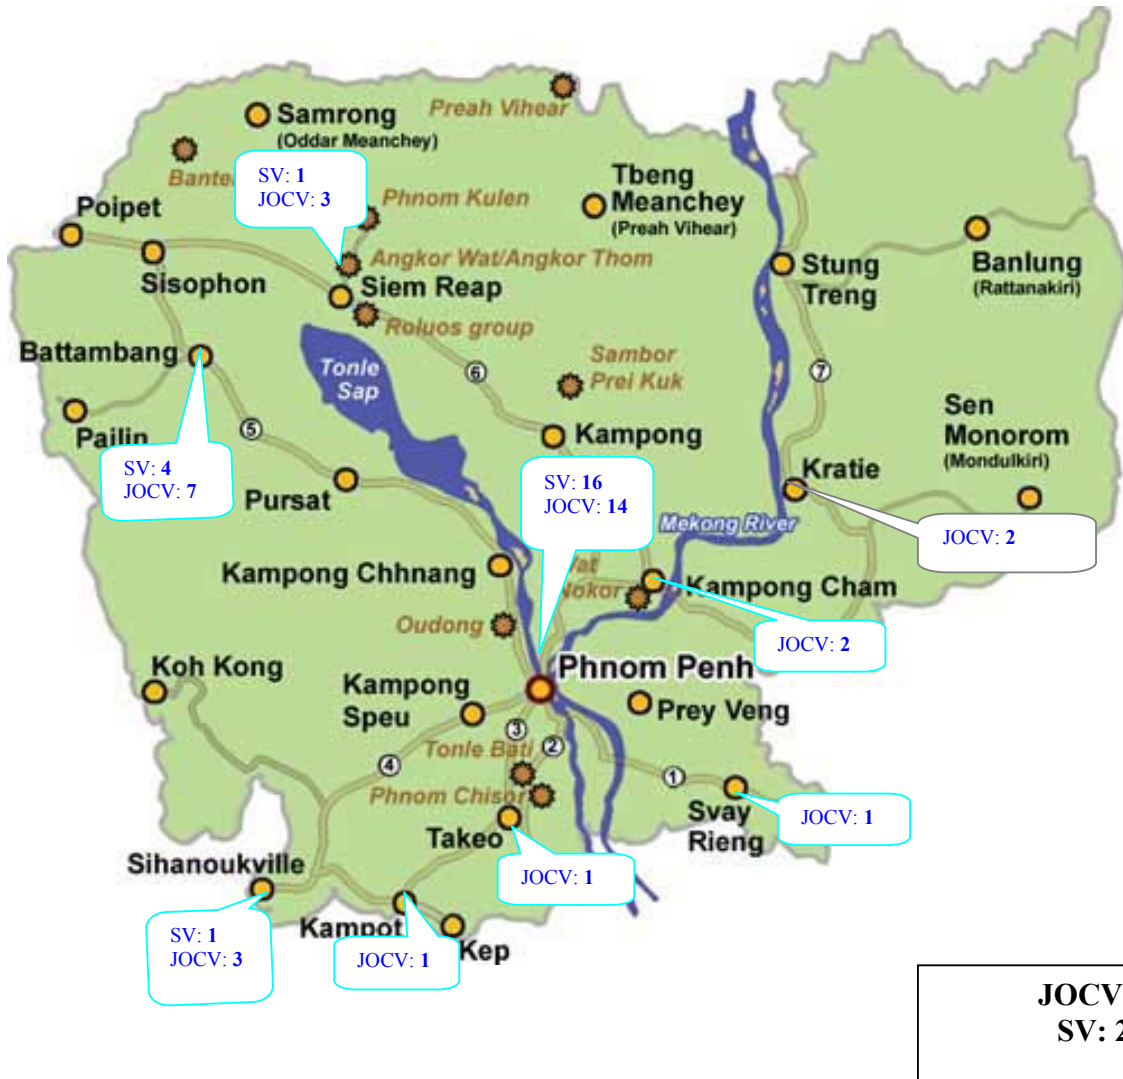 Preah Vihear
Samrong
(Oddar Meanchey)
SV: 1
JOCV: 3
Phnom Kulen
Tbeng
Meanchey
(Preah Vihear)
Poipet
Sisophon
Angkor Wat/Angkor Thom
Siem Reap
Roluos group
Stung
Treng
Banlung
(Rattanakiri)
Battambang
Tonle
Sap
6
Sambor
Prei Kuk
7
Pailin
5
Kampong
Sen
Monorom
(Mondulkiri)
SV: 4
JOCV: 7
Pursat
SV: 16
JOCV: 14
Kratie
Mekong River
JOCV: 2
Kampong Chhnang
Nokor
Kampong Cham
Oudong
JOCV: 2
Koh Kong
Phnom Penh
Kampong
Speu
Prey Veng
3
2
Tonle Bati
4
1
Phnom Chisor
Svay
Rieng
JOCV: 1
Takeo
Sihanoukville
JOCV: 1
Kampot
Kep
SV: 1
JOCV: 3
JOCV: 1
JOCV
SV: 2